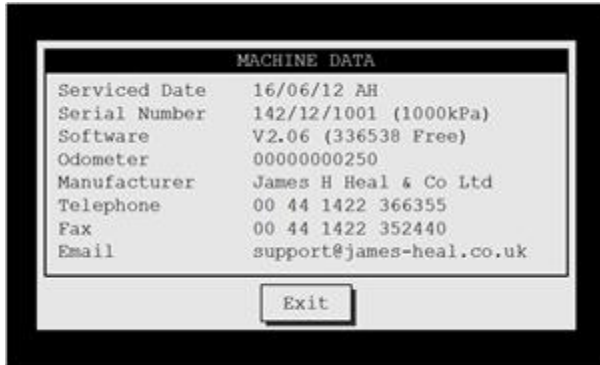 MACHINE DATA
Serviced Date 16/06/12 AH
Serial Number 142/12/1001 (1000kPa)
Software V2.06 (336538 Free)
Odometer 00000000250
Manufacturer James H Heal & Co Ltd
Telephone 00 44 1422 366355
Fax 00 44 1422 352440
Email support@james-heal.co.uk
Exit